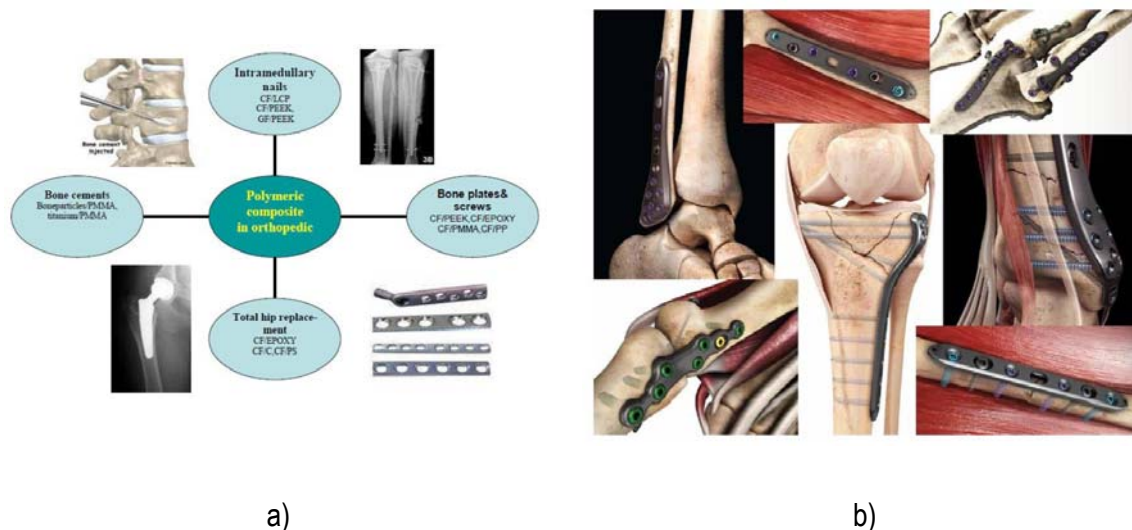 Intramedullary
nails
CF/LCP
CF/PEEK,
GF/PEEK
Bone cement
injected
3B
Bone cements
Boneparticles/PMMA,
titanium/PMMA
Polymeric
composite
in orthopedic
Bone plates&
screws
CF/PEEK,CF/EPOXY
CF/PMMA,CF/PP
Total hip replace-
ment
CF/EPOXY
CF/C,CF/PS
a)
b)